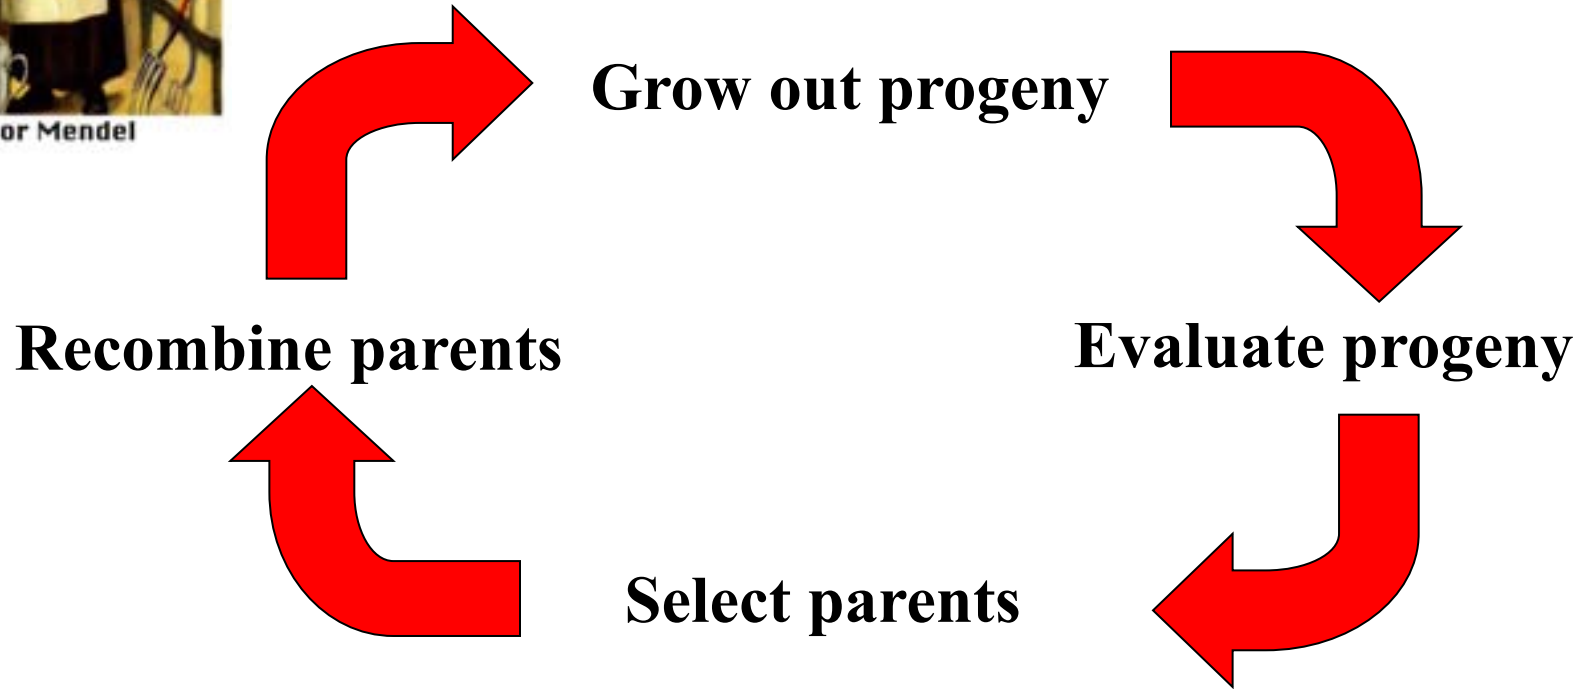 or Mendel
Grow out progeny
Recombine parents
Evaluate progeny
Select parents